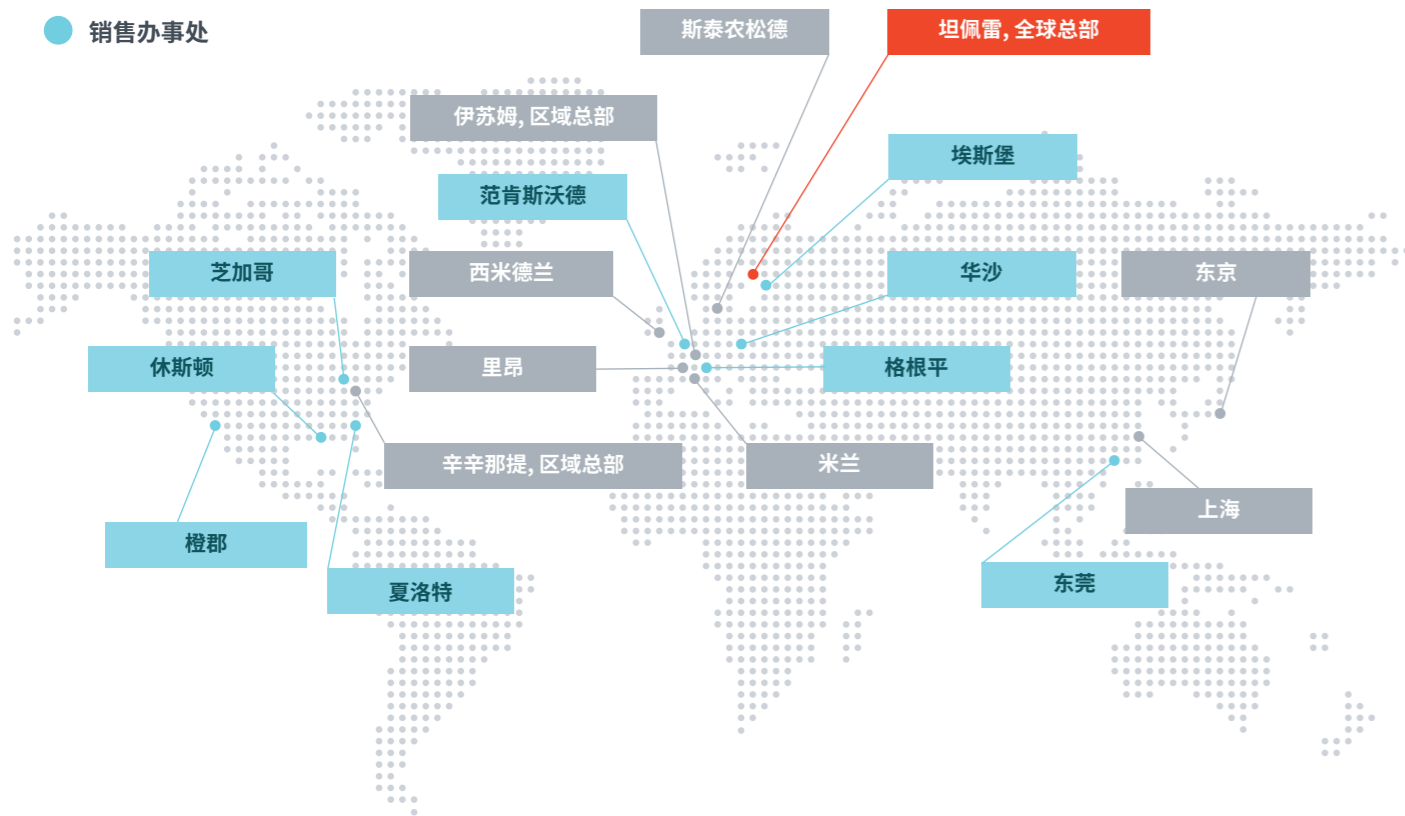 销售办事处
斯泰农松德
坦佩雷, 全球总部
伊苏姆, 区域总部
埃斯堡
范肯斯沃德
芝加哥
西米德兰
华沙
东京
休斯顿
里昂
格根平
辛辛那提, 区域总部
米兰
上海
橙郡
夏洛特
东莞